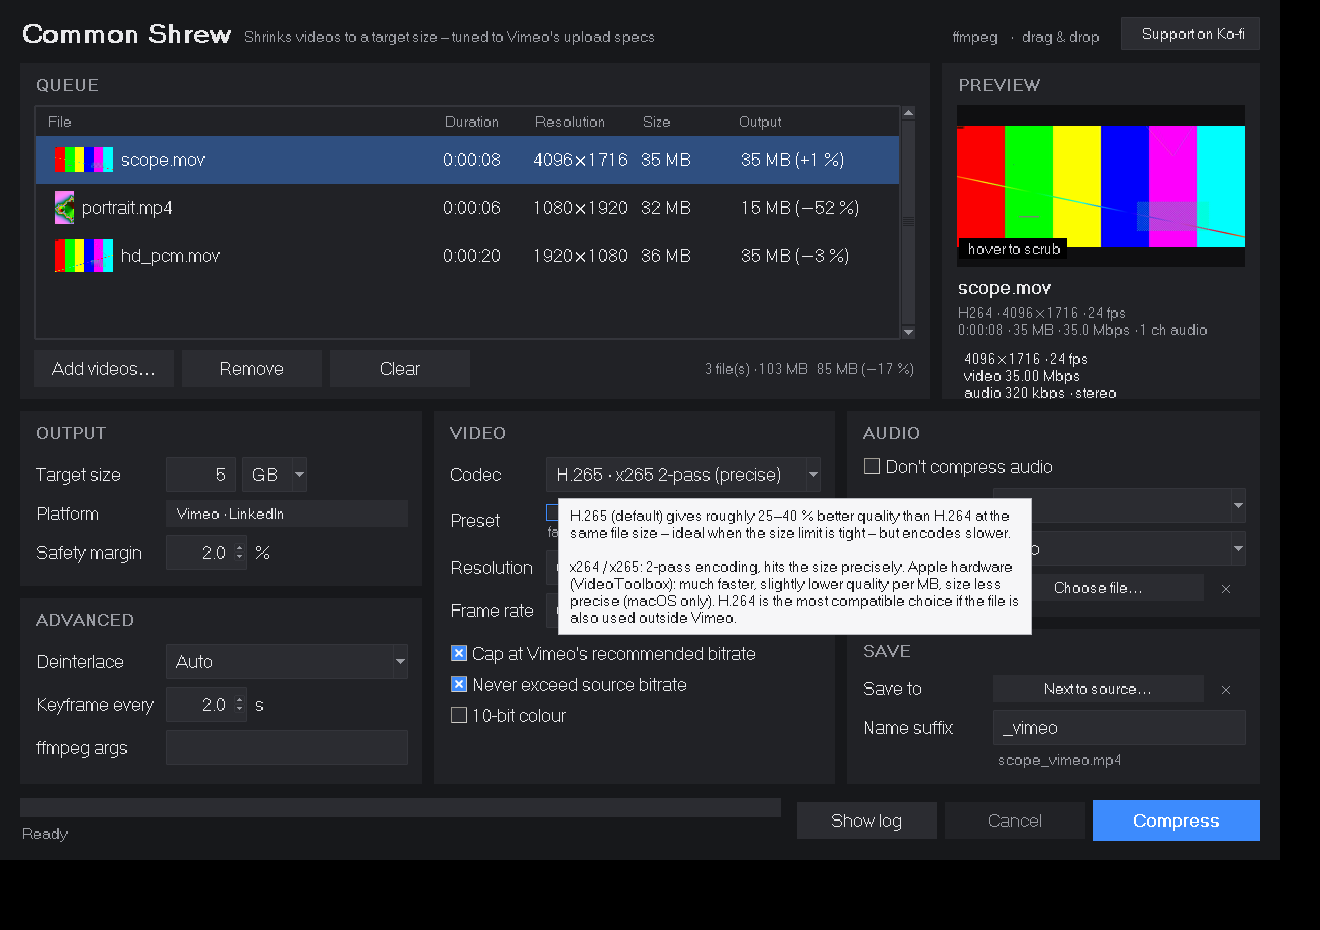 Common Shrew Shrinks videos to a target size – tuned to Vimeo's upload specs
ffmpeg · drag & drop
Support on Ko-fi
QUEUE
File Duration Resolution Size Output
scope.mov 0:00:08 4096×1716 35 MB 35 MB (+1 %)
portrait.mp4 0:00:06 1080×1920 32 MB 15 MB (−52 %)
hd_pcm.mov 0:00:20 1920×1080 36 MB 35 MB (−3 %)
Add videos… Remove Clear
3 file(s) · 103 MB 85 MB (−17 %)
PREVIEW
hover to scrub
scope.mov
H264 · 4096×1716 · 24 fps
0:00:08 · 35 MB · 35.0 Mbps · 1 ch audio
4096×1716 · 24 fps
video 35.00 Mbps
audio 320 kbps · stereo
OUTPUT
Target size 5 GB
Platform Vimeo · LinkedIn
Safety margin 2.0 %
ADVANCED
Deinterlace Auto
Keyframe every 2.0 s
ffmpeg args
VIDEO
Codec H.265 · x265 2-pass (precise)
Preset
Resolution
Frame rate
H.265 (default) gives roughly 25–40 % better quality than H.264 at the
same file size – ideal when the size limit is tight – but encodes slower.
x264 / x265: 2-pass encoding, hits the size precisely. Apple hardware
(VideoToolbox): much faster, slightly lower quality per MB, size less
precise (macOS only). H.264 is the most compatible choice if the file is
also used outside Vimeo.
Cap at Vimeo's recommended bitrate
Never exceed source bitrate
10-bit colour
AUDIO
Don't compress audio
Choose file… ×
SAVE
Save to Next to source… ×
Name suffix _vimeo
scope_vimeo.mp4
Ready
Show log Cancel Compress